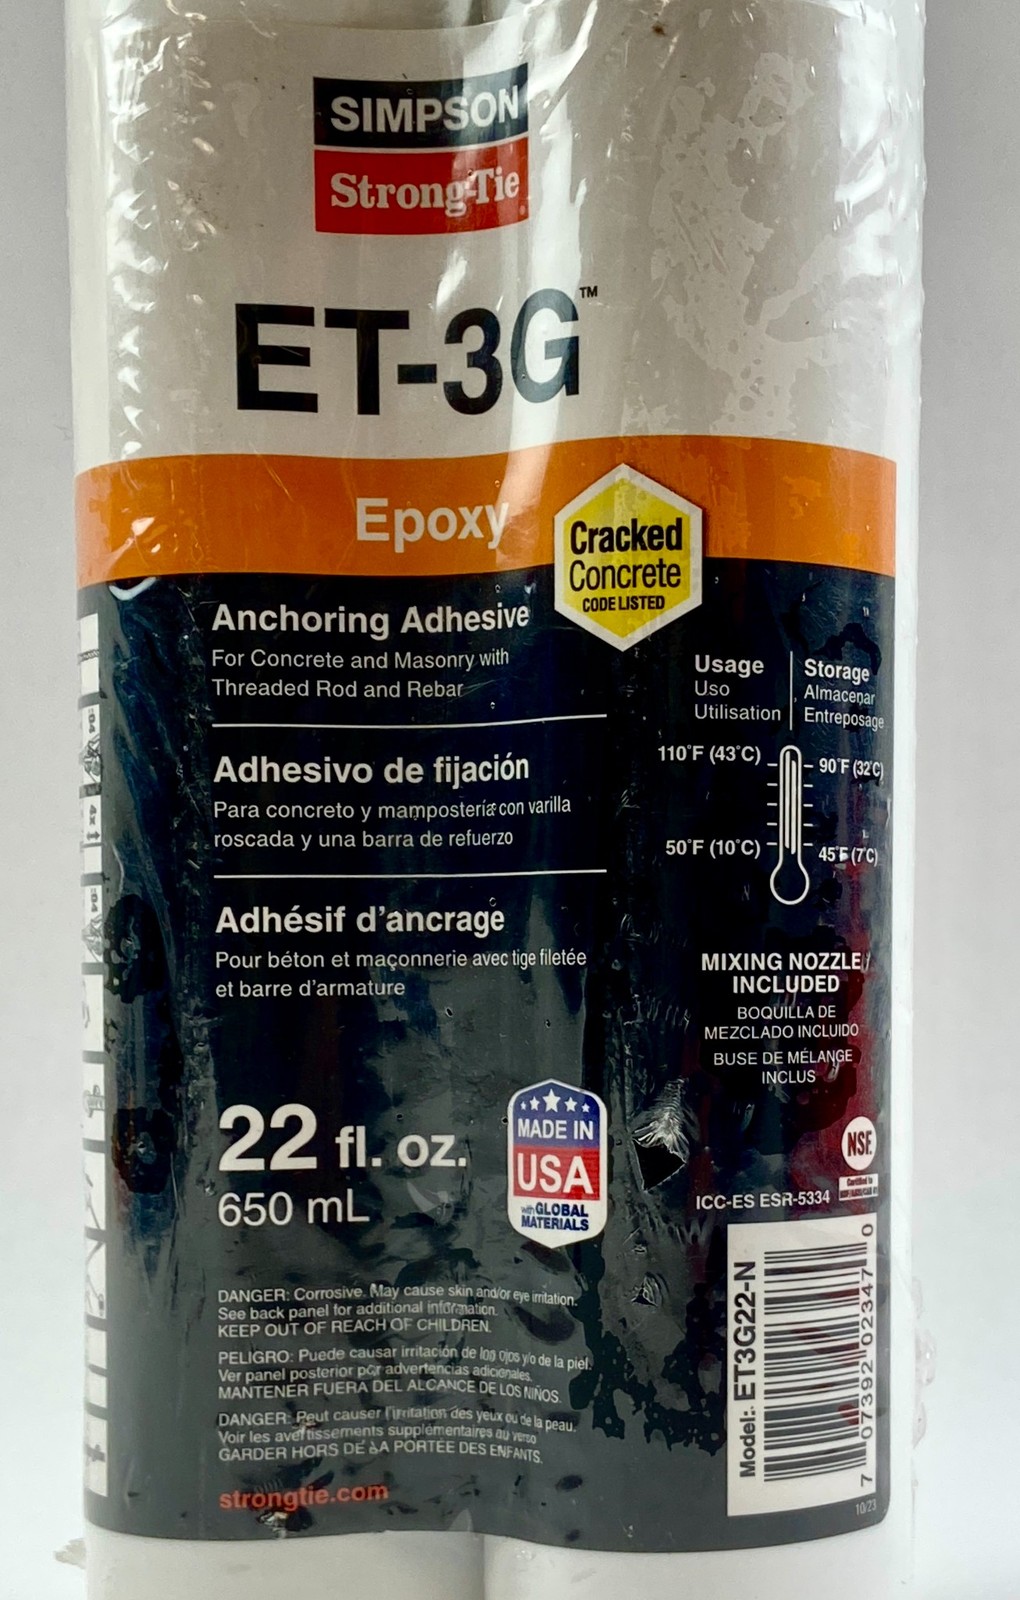 SIMPSON
Strong-Tie
ET-3G™
Epoxy
Cracked
Concrete
CODE LISTED
Anchoring Adhesive
For Concrete and Masonry with
Threaded Rod and Rebar
Adhesivo de fijación
Para concreto y mampostería con varilla
roscada y una barra de refuerzo
Adhésif d'ancrage
Pour béton et maçonnerie avec tige filetée
et barre d'armature
Usage
Uso
Utilisation
Storage
Almacenar
Entreposage
110°F (43°C)
90°F (32°C)
50°F (10°C)
45°F (7°C)
MIXING NOZZLE
INCLUDED
BOQUILLA DE
MEZCLADO INCLUIDO
BUSE DE MÉLANGE
INCLUS
22 fl. oz.
650 mL
MADE IN
USA
with GLOBAL
MATERIALS
NSF
Certified to
ICC-ES ESR-5334
DANGER: Corrosive. May cause skin and/or eye irritation.
See back panel for additional information.
KEEP OUT OF REACH OF CHILDREN.
PELIGRO: Puede causar irritación de los ojos y/o de la piel.
Ver panel posterior por advertencias adicionales.
MANTENER FUERA DEL ALCANCE DE LOS NIÑOS.
DANGER: Peut causer l'irritation des yeux ou de la peau.
Voir les avertissements supplémentaires au verso
GARDER HORS DE LA PORTÉE DES ENFANTS.
strongtie.com
Model: ET3G22-N
7 07392 02347 0
10/23